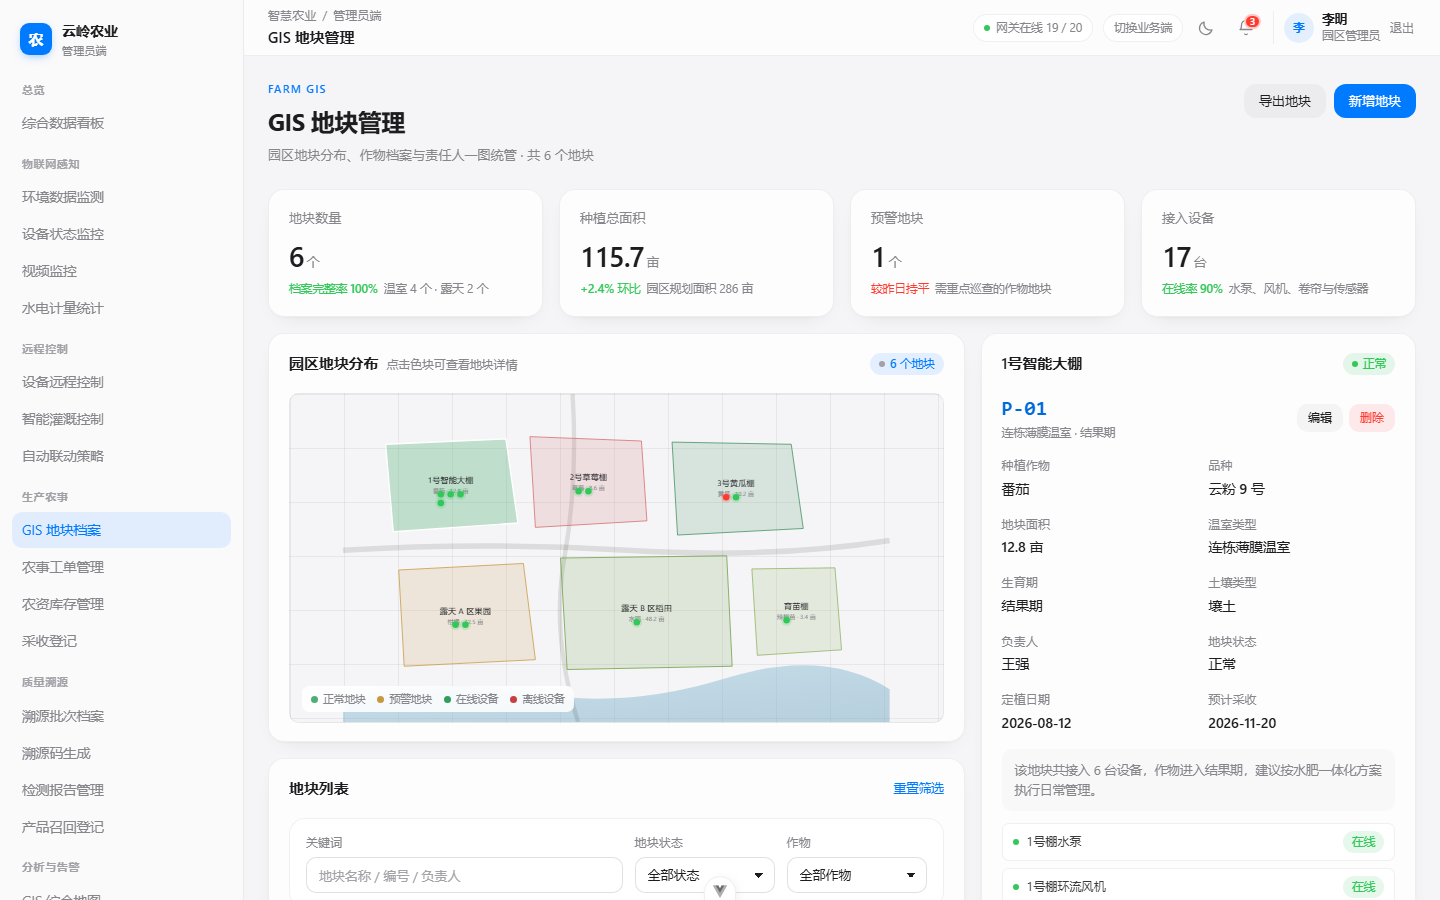 农
云岭农业
管理员端
总览
综合数据看板
物联网感知
环境数据监测
设备状态监控
视频监控
水电计量统计
远程控制
设备远程控制
智能灌溉控制
自动联动策略
生产农事
GIS 地块档案
农事工单管理
农资库存管理
采收登记
质量溯源
溯源批次档案
溯源码生成
检测报告管理
产品召回登记
分析与告警
GIS 综合地图
智慧农业 / 管理员端
GIS 地块管理
网关在线 19 / 20
切换业务端
3
李
李明
园区管理员
退出
FARM GIS
GIS 地块管理
园区地块分布、作物档案与责任人一图统管 · 共 6 个地块
导出地块
新增地块
地块数量
6 个
档案完整率 100% 温室 4 个 · 露天 2 个
种植总面积
115.7 亩
+2.4% 环比 园区规划面积 286 亩
预警地块
1 个
较昨日持平 需重点巡查的作物地块
接入设备
17 台
在线率 90% 水泵、风机、卷帘与传感器
园区地块分布 点击色块可查看地块详情
6 个地块
1号智能大棚
2号草莓棚
3号黄瓜棚
露天 A 区果园
露天 B 区稻田
48.2 亩
育苗棚
3.4 亩
正常地块
预警地块
在线设备
离线设备
地块列表
重置筛选
关键词
地块名称 / 编号 / 负责人
地块状态
全部状态
作物
全部作物
1号智能大棚
正常
P-01
连栋薄膜温室 · 结果期
编辑
删除
种植作物
番茄
品种
云粉 9 号
地块面积
12.8 亩
温室类型
连栋薄膜温室
生育期
结果期
土壤类型
壤土
负责人
王强
地块状态
正常
定植日期
2026-08-12
预计采收
2026-11-20
该地块共接入 6 台设备，作物进入结果期，建议按水肥一体化方案
执行日常管理。
1号棚水泵
在线
1号棚环流风机
在线